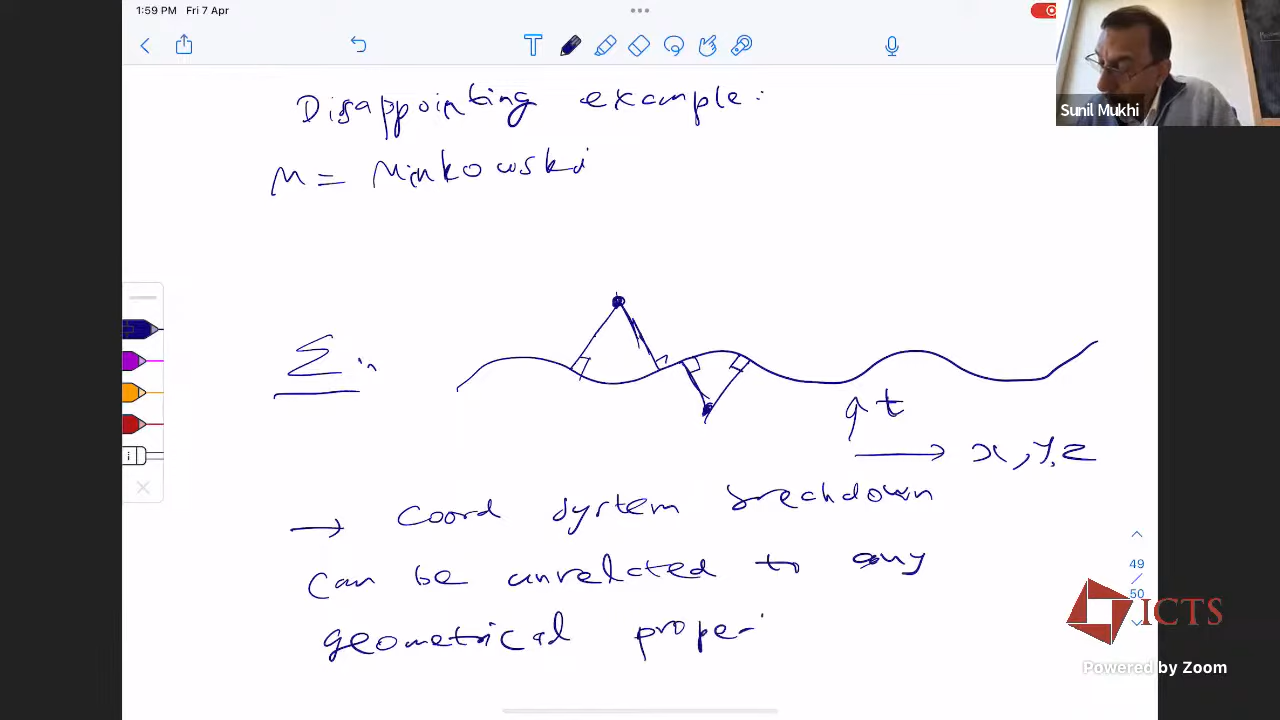 1:59 PM Fri 7 Apr
Sunil Mukhi
Disappointing example:
M = Minkowski
Σ in
t
x, y, z
→ Coord system breakdown
can be unrelated to any
geometrical proper
49
/
50
ICTS
Powered by Zoom